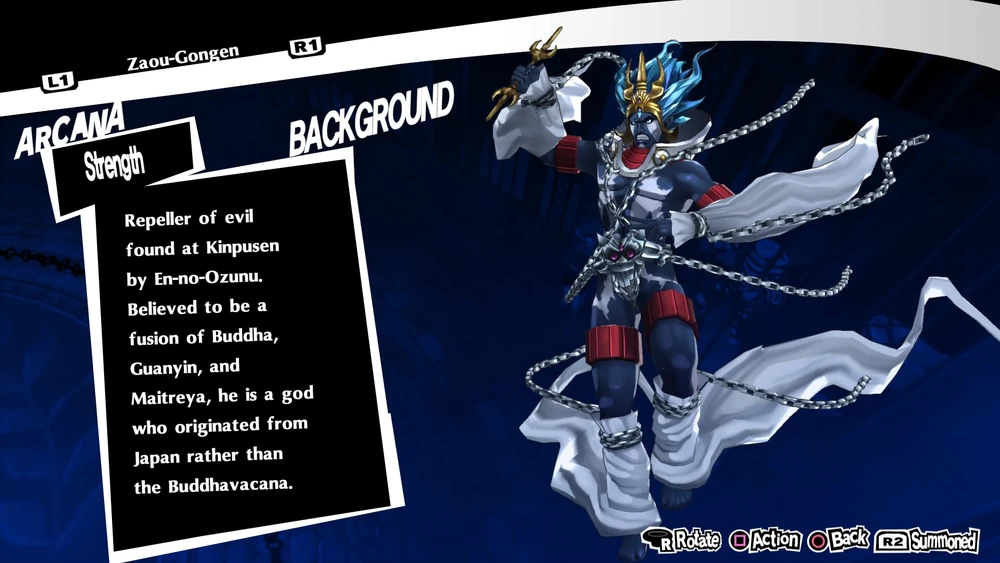 L1
Zaou-Gongen
R1
ARCANA
Strength
BACKGROUND
Repeller of evil
found at Kinpusen
by En-no-Ozunu.
Believed to be a
fusion of Buddha,
Guanyin, and
Maitreya, he is a god
who originated from
Japan rather than
the Buddhavacana.
R Rotate Action Back R2 Summoned